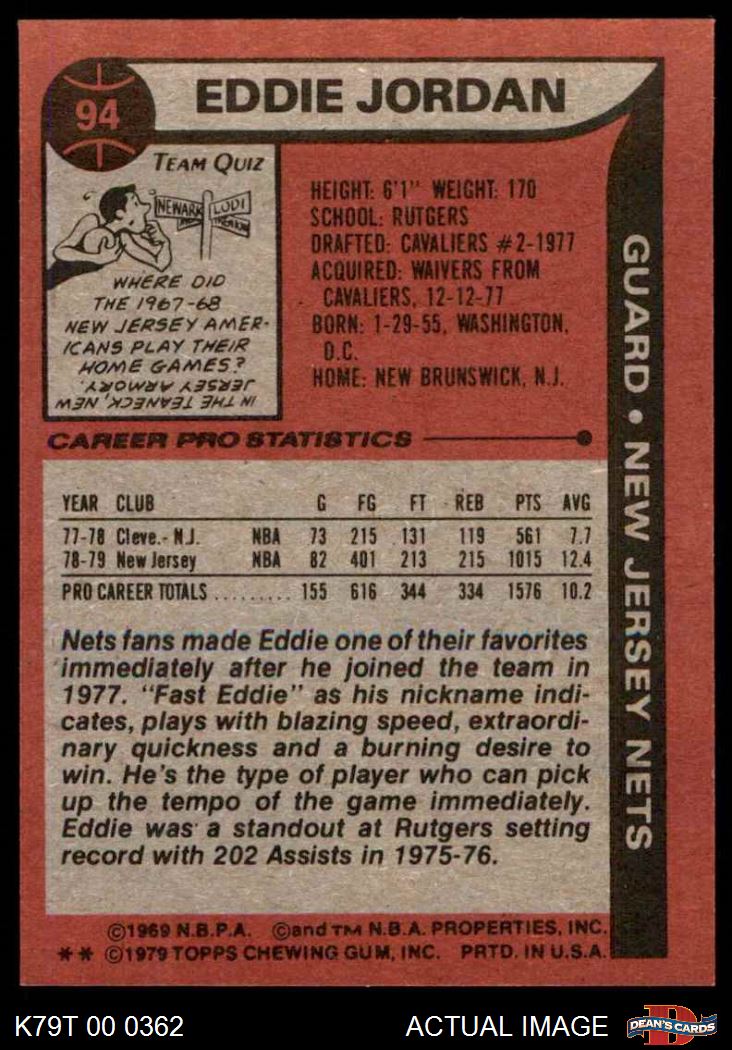 94
EDDIE JORDAN
TEAM QUIZ
NEWARK LODI
TRENTON
WHERE DID
THE 1967-68
NEW JERSEY AMER-
ICANS PLAY THEIR
HOME GAMES?
IN THE TEANECK, NEW
JERSEY ARMORY.
HEIGHT: 6'1" WEIGHT: 170
SCHOOL: RUTGERS
DRAFTED: CAVALIERS #2-1977
ACQUIRED: WAIVERS FROM
CAVALIERS, 12-12-77
BORN: 1-29-55, WASHINGTON,
D.C.
HOME: NEW BRUNSWICK, N.J.
GUARD • NEW JERSEY NETS
CAREER PRO STATISTICS
YEAR CLUB G FG FT REB PTS AVG
77-78 Cleve.- N.J. NBA 73 215 131 119 561 7.7
78-79 New Jersey NBA 82 401 213 215 1015 12.4
PRO CAREER TOTALS ......... 155 616 344 334 1576 10.2
Nets fans made Eddie one of their favorites
immediately after he joined the team in
1977. "Fast Eddie" as his nickname indi-
cates, plays with blazing speed, extraordi-
nary quickness and a burning desire to
win. He's the type of player who can pick
up the tempo of the game immediately.
Eddie was a standout at Rutgers setting
record with 202 Assists in 1975-76.
©1969 N.B.P.A. ©and TM N.B.A. PROPERTIES, INC.
** ©1979 TOPPS CHEWING GUM, INC. PRTD. IN U.S.A.
K79T 00 0362 ACTUAL IMAGE
D
DEAN'S CARDS